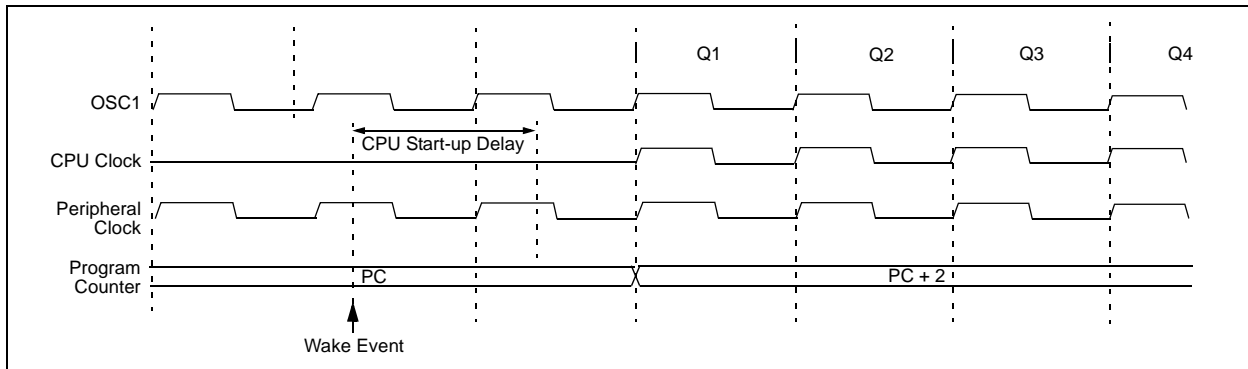 Q1 Q2 Q3 Q4
OSC1
CPU Start-up Delay
CPU Clock
Peripheral
Clock
Program
Counter
PC PC + 2
Wake Event